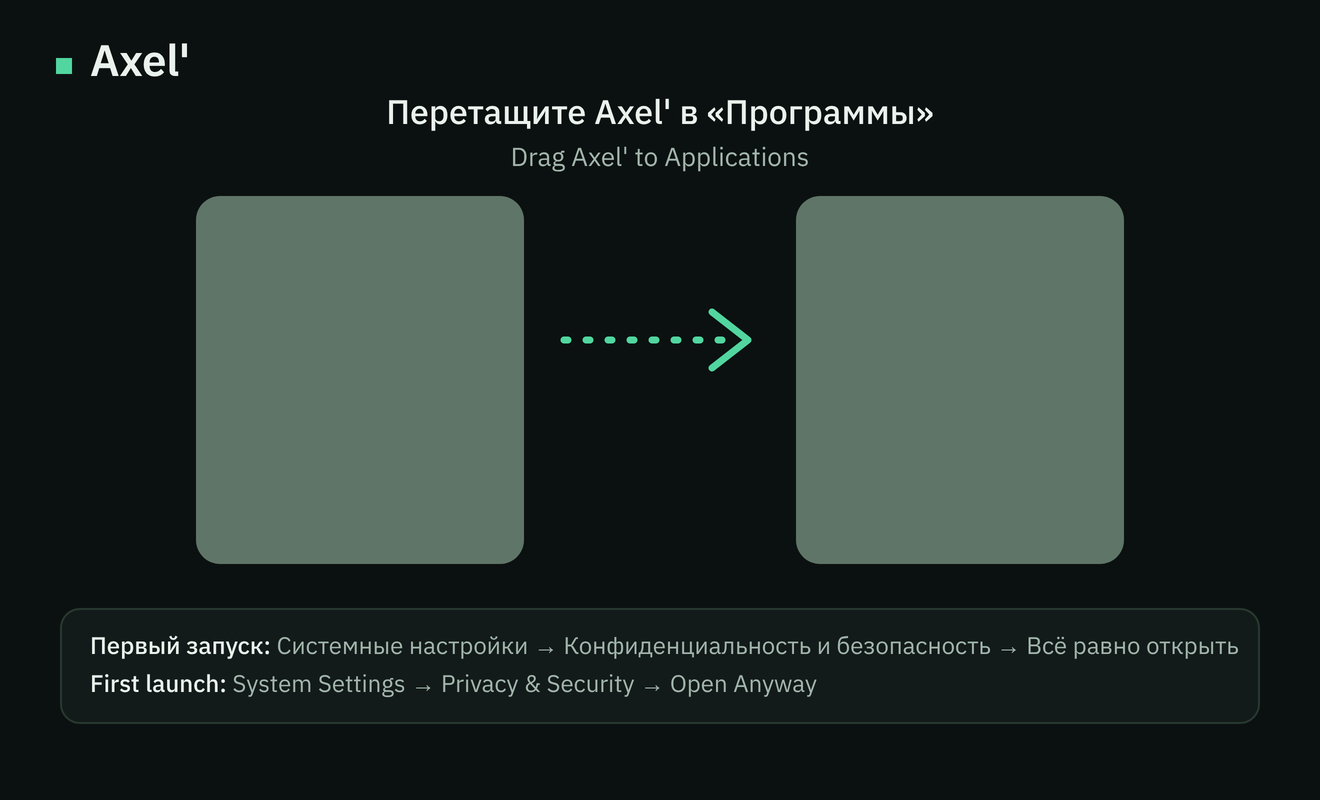 Axel'
Перетащите Axel' в «Программы»
Drag Axel' to Applications
Первый запуск: Системные настройки → Конфиденциальность и безопасность → Всё равно открыть
First launch: System Settings → Privacy & Security → Open Anyway